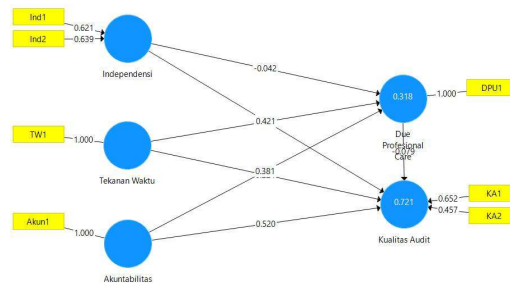 Ind1
0.621
Ind2
0.639
Independensi
-0.042
0.318
1.000
DPU1
Due
Profesional
Care
0.421
TW1
1.000
Tekanan Waktu
0.381
Akun1
1.000
Akuntabilitas
0.520
0.721
Kualitas Audit
0.652
KA1
0.457
KA2